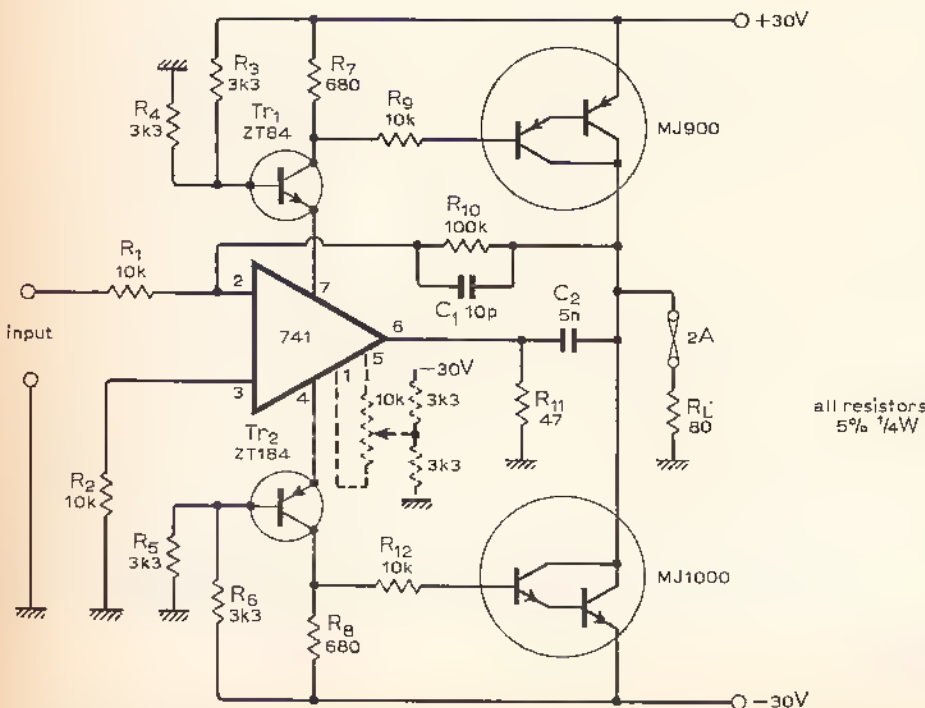 +30V
R3
3k3
R7
680
R4
3k3
Tr1
ZT84
R9
10k
MJ900
R10
100k
R1
10k
C1 10p
2
7
input
741
6
C2
5n
2A
5
1
3
4
-30V
10k
3k3
R11
47
RL
80
all resistors
5% ¼W
Tr2
ZT184
3k3
R2
10k
R5
3k3
R12
10k
MJ1000
R6
3k3
R8
680
-30V